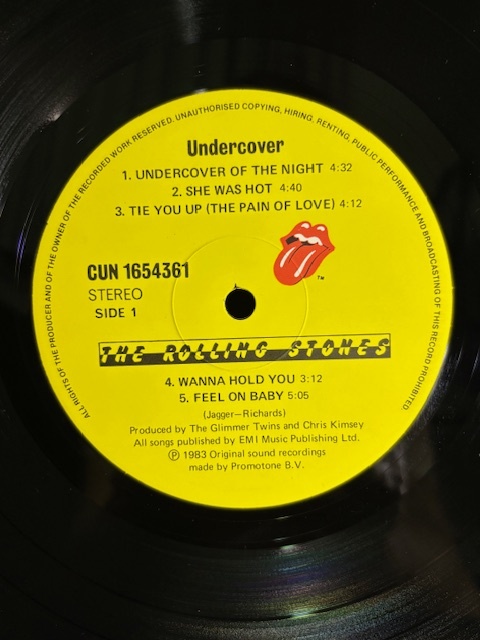 ALL RIGHTS OF THE PRODUCER AND OF THE OWNER OF THE RECORDED WORK RESERVED. UNAUTHORISED COPYING, HIRING, RENTING, PUBLIC PERFORMANCE AND BROADCASTING OF THIS RECORD PROHIBITED.
Undercover
1. UNDERCOVER OF THE NIGHT 4:32
2. SHE WAS HOT 4:40
3. TIE YOU UP (THE PAIN OF LOVE) 4:12
TM
CUN 1654361
STEREO
SIDE 1
THE ROLLING STONES
4. WANNA HOLD YOU 3:12
5. FEEL ON BABY 5:05
(Jagger—Richards)
Produced by The Glimmer Twins and Chris Kimsey
All songs published by EMI Music Publishing Ltd.
℗ 1983 Original sound recordings
made by Promotone B.V.